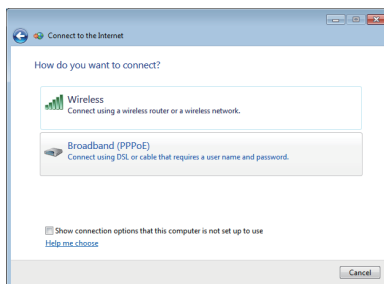 Connect to the Internet
How do you want to connect?
Wireless
Connect using a wireless router or a wireless network.
Broadband (PPPoE)
Connect using DSL or cable that requires a user name and password.
Show connection options that this computer is not set up to use
Help me choose
Cancel